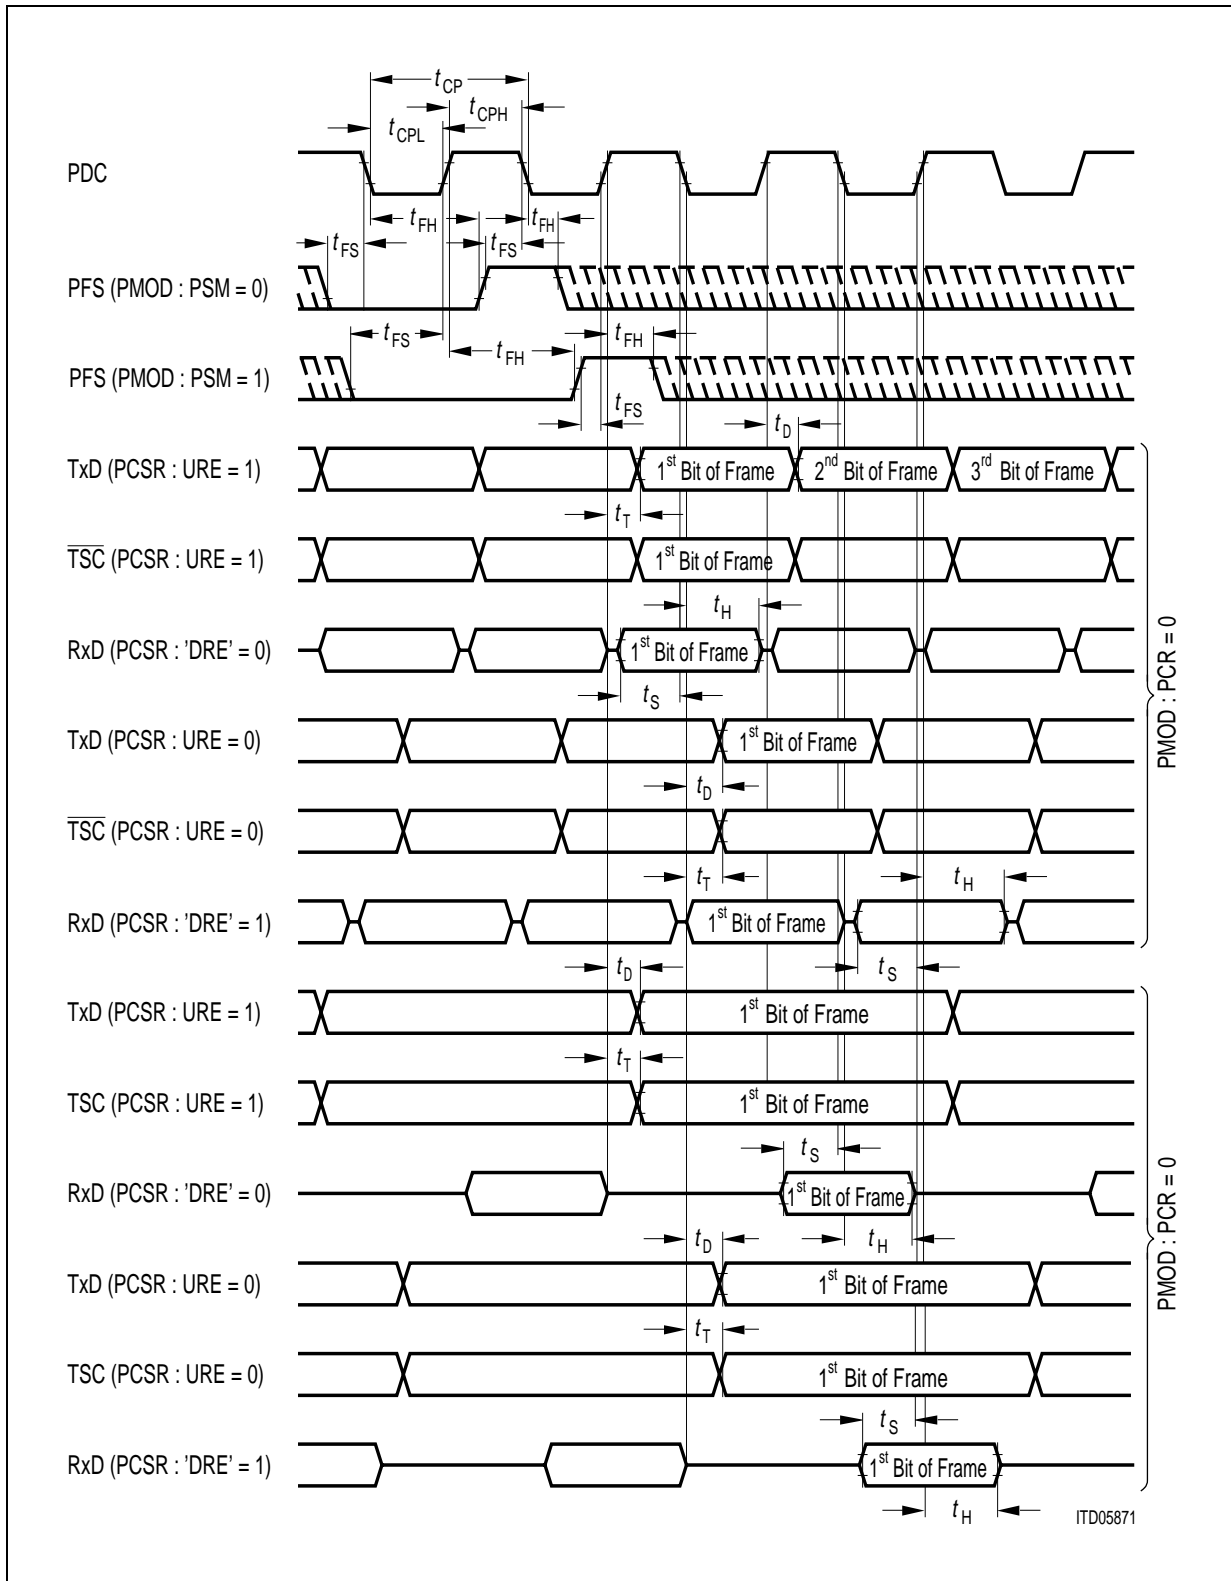 tCP
tCPH
tCPL
PDC
tFH
tFH
tFS
tFS
PFS (PMOD : PSM = 0)
tFS
tFH
tFH
PFS (PMOD : PSM = 1)
tFS
tD
TxD (PCSR : URE = 1)
1st Bit of Frame
2nd Bit of Frame
3rd Bit of Frame
tT
TSC (PCSR : URE = 1)
1st Bit of Frame
tH
RxD (PCSR : 'DRE' = 0)
1st Bit of Frame
tS
TxD (PCSR : URE = 0)
1st Bit of Frame
tD
TSC (PCSR : URE = 0)
tT
tH
RxD (PCSR : 'DRE' = 1)
1st Bit of Frame
tD
tS
PMOD : PCR = 0
TxD (PCSR : URE = 1)
1st Bit of Frame
tT
TSC (PCSR : URE = 1)
1st Bit of Frame
tS
RxD (PCSR : 'DRE' = 0)
1st Bit of Frame
tD
tH
TxD (PCSR : URE = 0)
1st Bit of Frame
tT
TSC (PCSR : URE = 0)
1st Bit of Frame
tS
RxD (PCSR : 'DRE' = 1)
1st Bit of Frame
tH
PMOD : PCR = 0
ITD05871